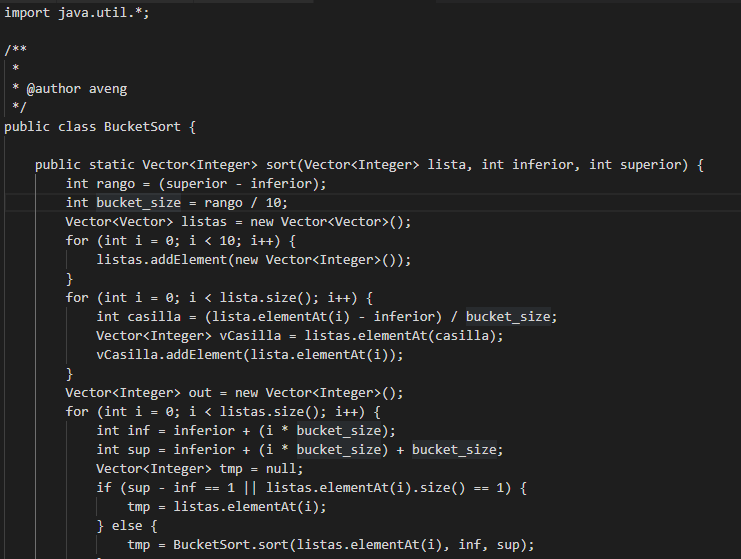 import java.util.*;
/**
*
* @author aveng
*/
public class BucketSort {
public static Vector<Integer> sort(Vector<Integer> lista, int inferior, int superior) {
int rango = (superior - inferior);
int bucket_size = rango / 10;
Vector<Vector> listas = new Vector<Vector>();
for (int i = 0; i < 10; i++) {
listas.addElement(new Vector<Integer>());
}
for (int i = 0; i < lista.size(); i++) {
int casilla = (lista.elementAt(i) - inferior) / bucket_size;
Vector<Integer> vCasilla = listas.elementAt(casilla);
vCasilla.addElement(lista.elementAt(i));
}
Vector<Integer> out = new Vector<Integer>();
for (int i = 0; i < listas.size(); i++) {
int inf = inferior + (i * bucket_size);
int sup = inferior + (i * bucket_size) + bucket_size;
Vector<Integer> tmp = null;
if (sup - inf == 1 || listas.elementAt(i).size() == 1) {
tmp = listas.elementAt(i);
} else {
tmp = BucketSort.sort(listas.elementAt(i), inf, sup);